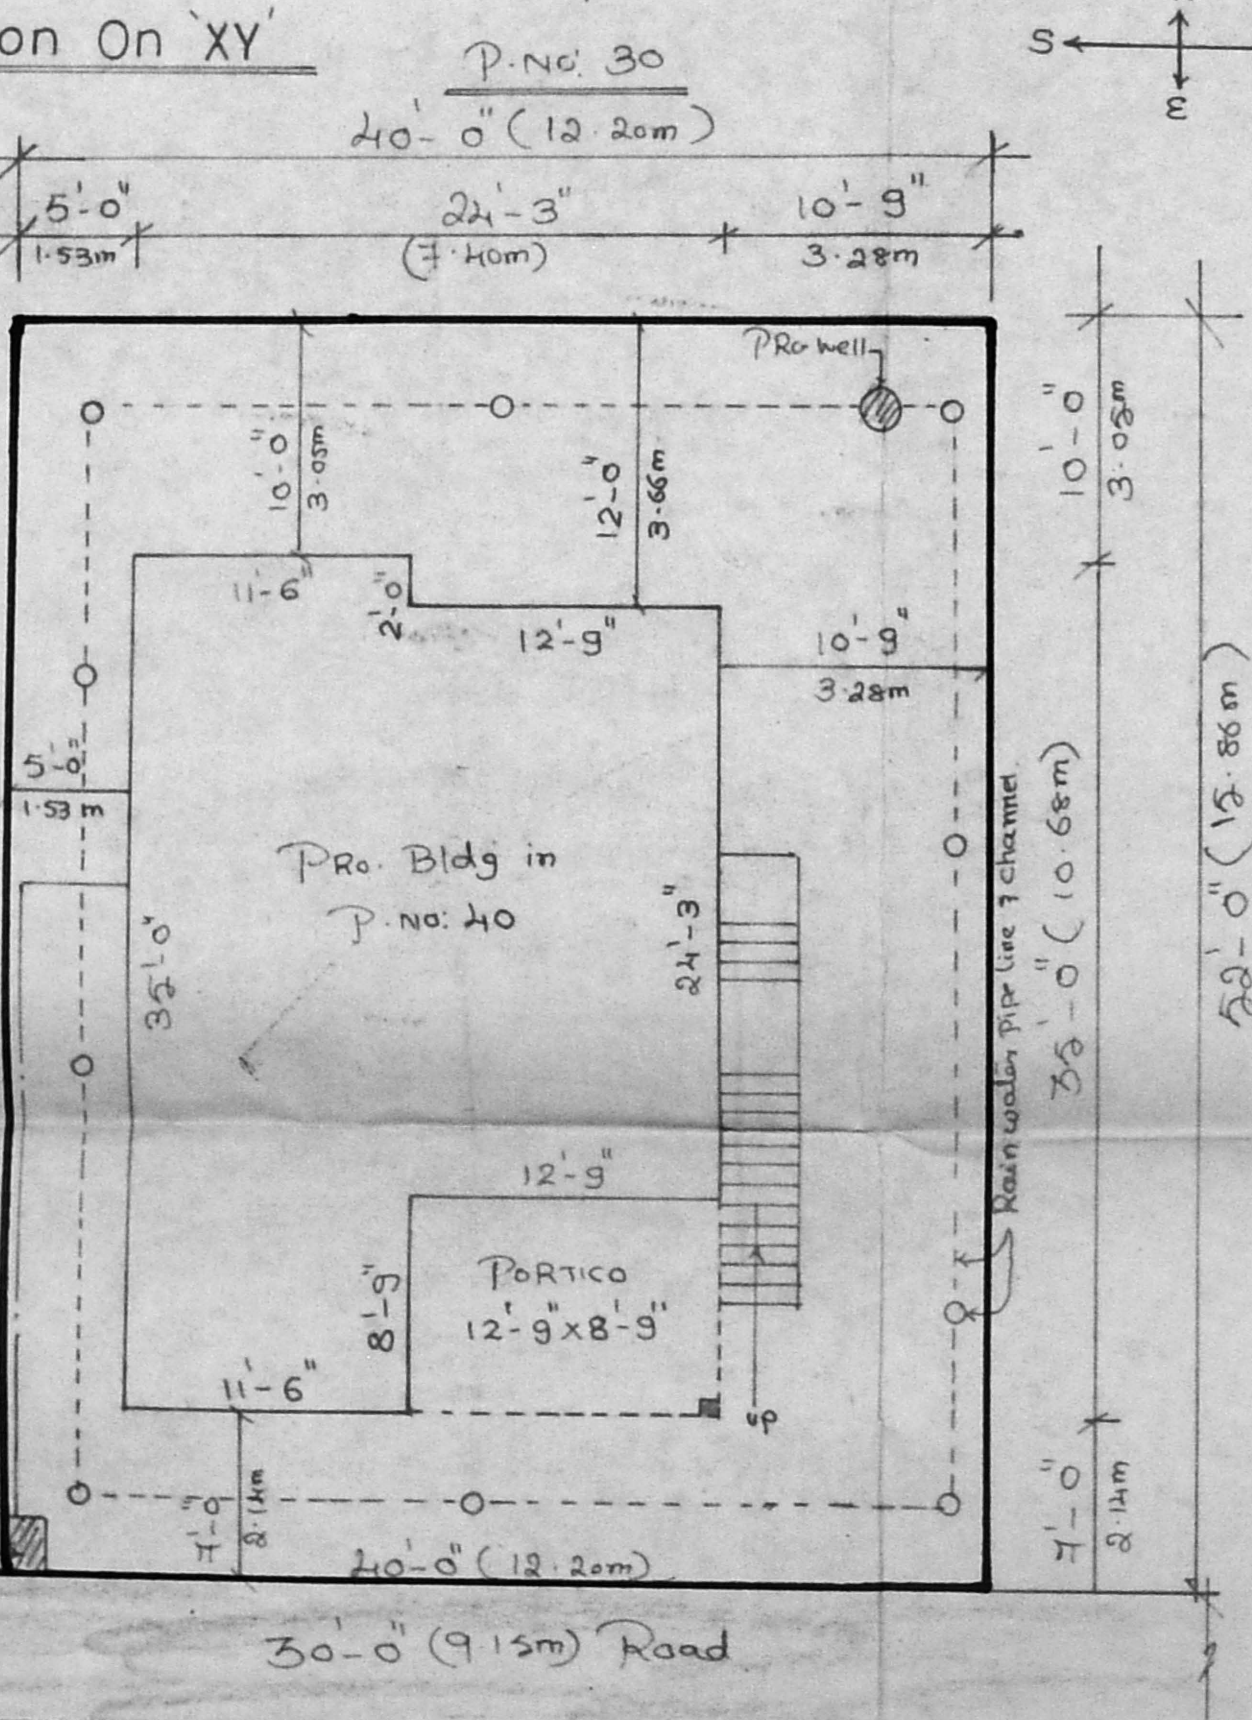 on On 'XY'
P.NO: 30
S
E
40'-0" (12.20m)
5'-0"
24'-3"
10'-9"
1.53m
(7.40m)
3.28m
PRO well
10'-0"
3.05m
12'-0"
3.66m
10'-0"
3.05m
11'-6"
2'-0"
12'-9"
10'-9"
3.28m
5'-0"
1.53m
PRO. Bldg in
P.NO: 40
35'-0"
24'-3"
Rain water pipe line & channel
35'-0" (10.68m)
52'-0" (15.86m)
12'-9"
8'-9"
PORTICO
12'-9" x 8'-9"
11'-6"
up
7'-0"
2.14m
7'-0"
2.14m
40'-0" (12.20m)
30'-0" (9.15m) Road